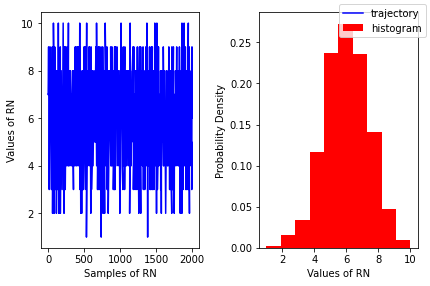 trajectory
histogram
10
8
6
4
2
Values of RN
0 500 1000 1500 2000
Samples of RN
0.25
0.20
0.15
0.10
0.05
0.00
Probability Density
2 4 6 8 10
Values of RN